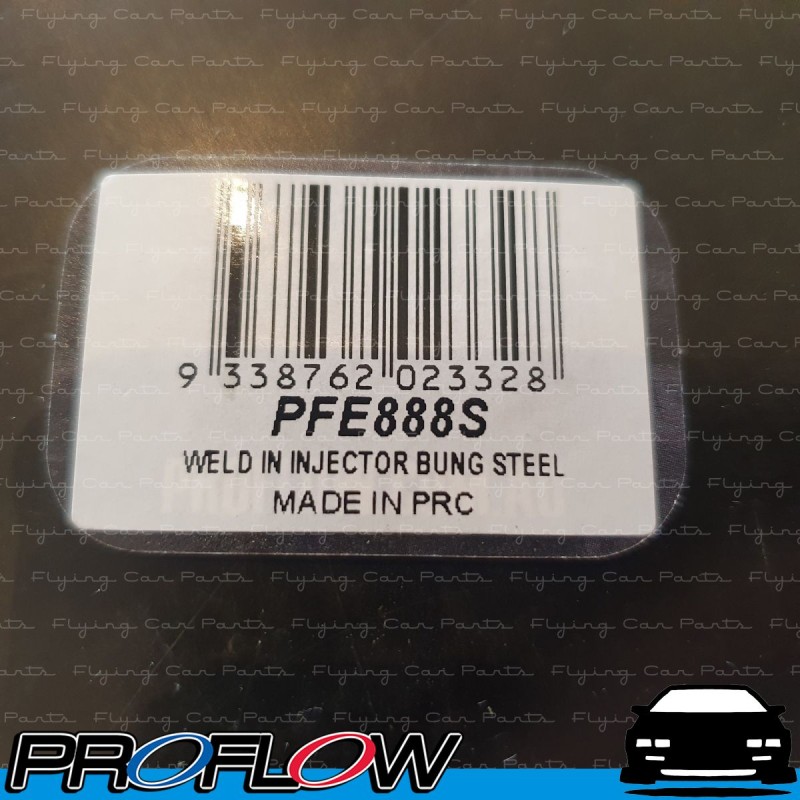 9 338762 023328
PFE888S
WELD IN INJECTOR BUNG STEEL
MADE IN PRC
Flying Car Parts
PROFLOW